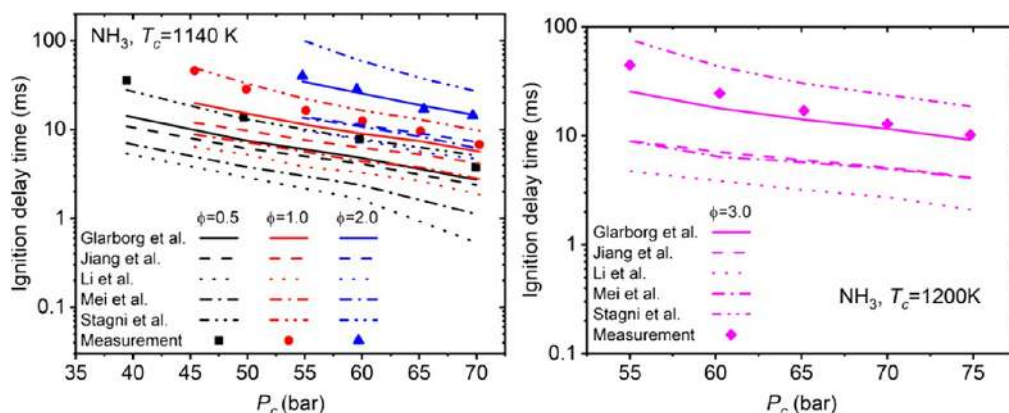 NH3, Tc=1140 K
Ignition delay time (ms)
100
10
1
0.1
ϕ=0.5 ϕ=1.0 ϕ=2.0
Glarborg et al.
Jiang et al.
Li et al.
Mei et al.
Stagni et al.
Measurement
35 40 45 50 55 60 65 70 75
Pc (bar)
Ignition delay time (ms)
100
10
1
0.1
ϕ=3.0
Glarborg et al.
Jiang et al.
Li et al.
Mei et al.
Stagni et al.
Measurement
NH3, Tc=1200K
55 60 65 70 75
Pc (bar)